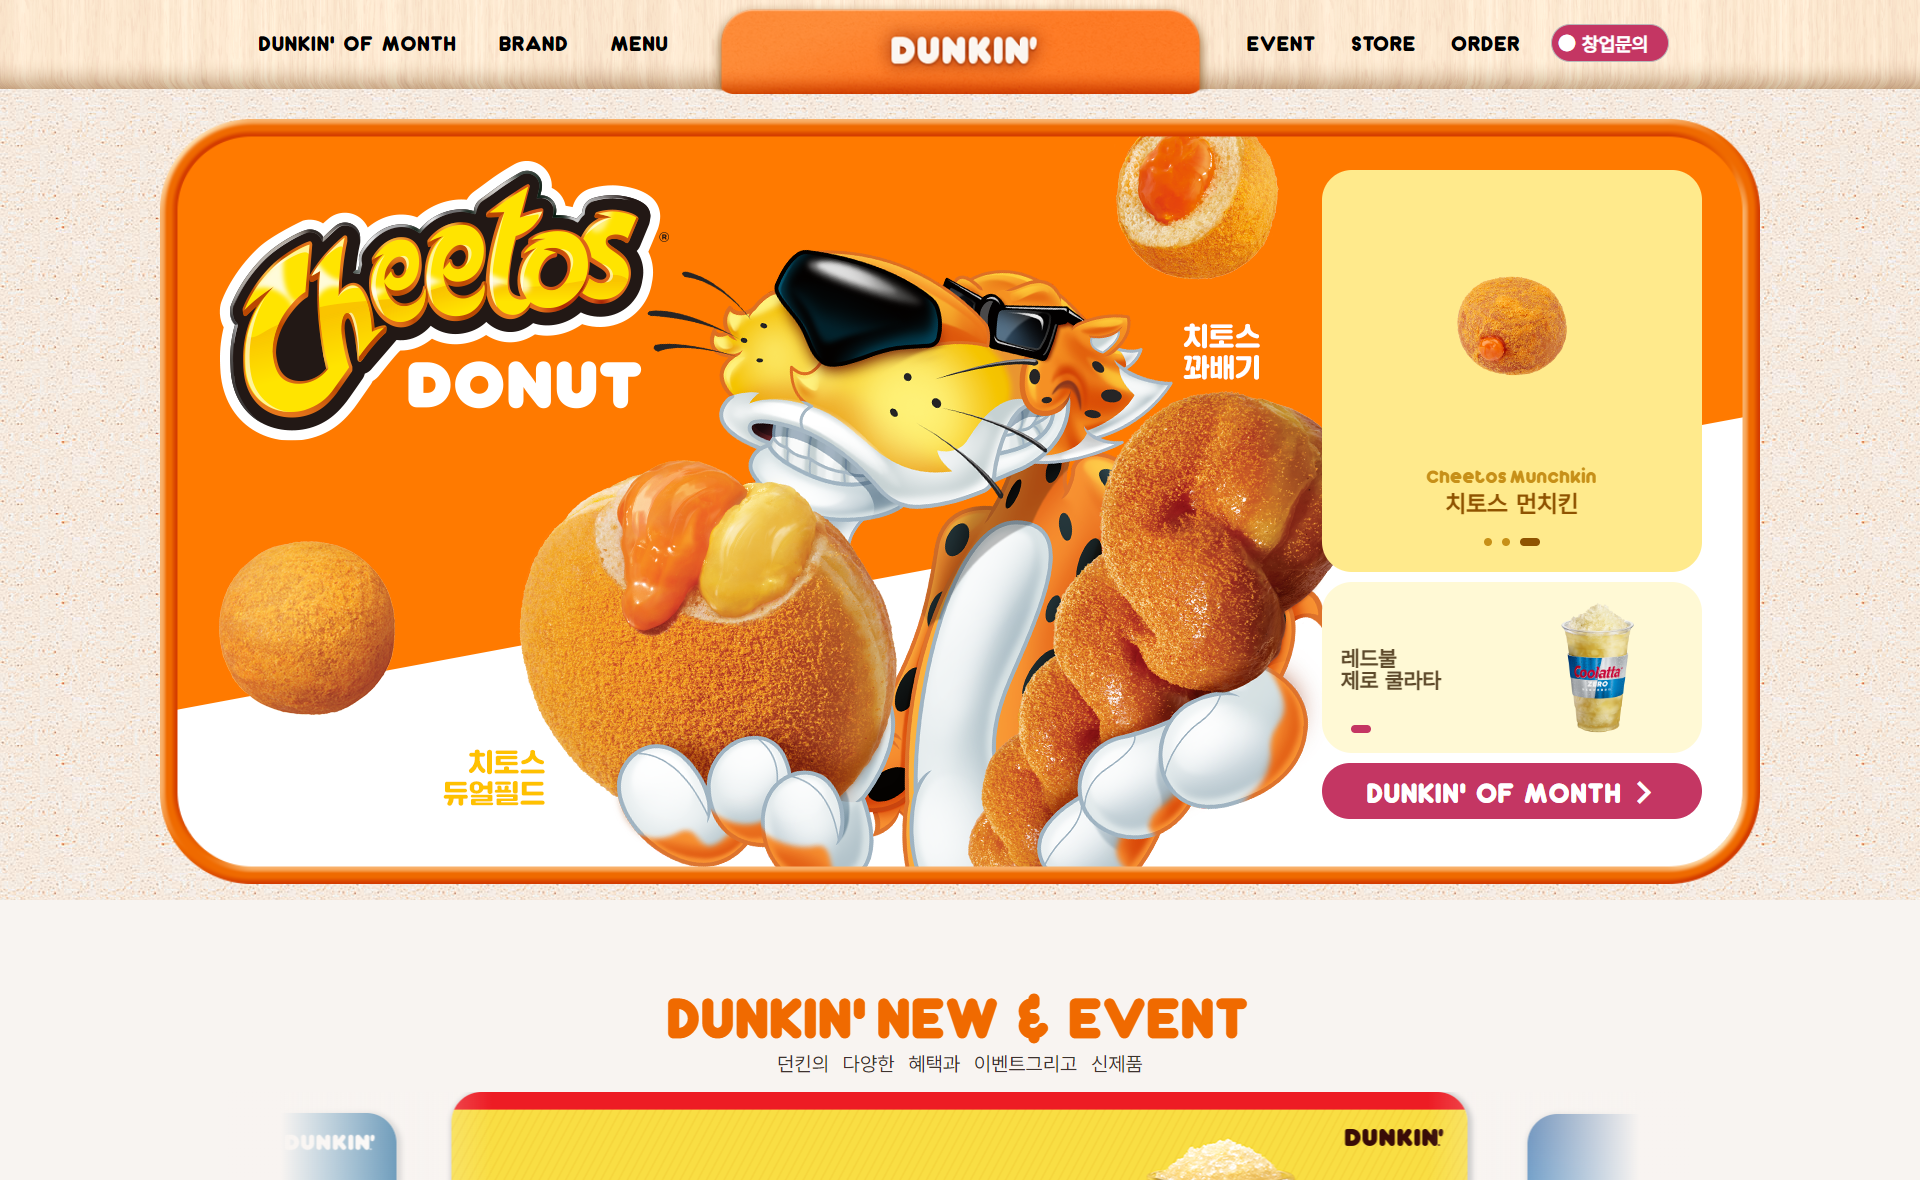 DUNKIN' OF MONTH
BRAND
MENU
DUNKIN'
EVENT
STORE
ORDER
창업문의
Cheetos®
DONUT
치토스
꽈배기
치토스
듀얼필드
Cheetos Munchkin
치토스 먼치킨
레드불
제로 쿨라타
Coolatta
ZERO
DUNKIN' OF MONTH
DUNKIN' NEW & EVENT
던킨의 다양한 혜택과 이벤트그리고 신제품
DUNKIN'
DUNKIN'